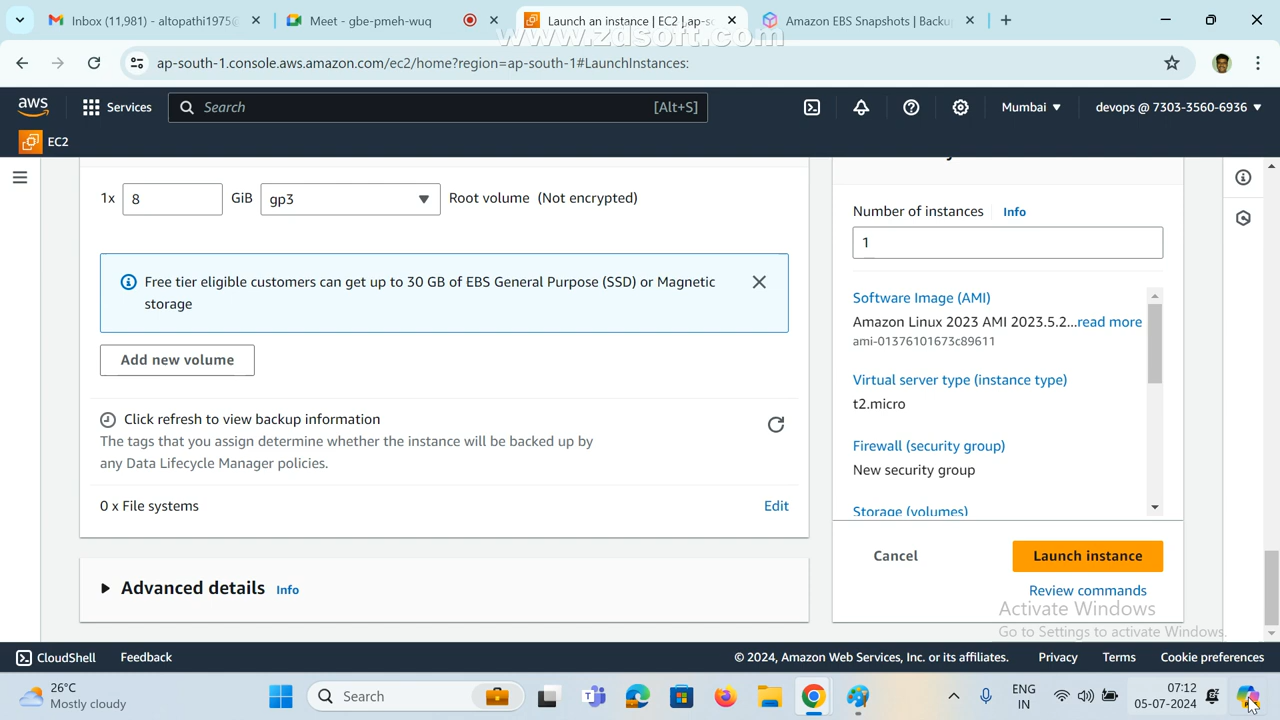 Inbox (11,981) - altopathi1975@
Meet - gbe-pmeh-wuq
Launch an instance | EC2 | ap-so
Amazon EBS Snapshots | Backup
www.zdsoft.com
ap-south-1.console.aws.amazon.com/ec2/home?region=ap-south-1#LaunchInstances:
aws
Services
Search
[Alt+S]
Mumbai
devops @ 7303-3560-6936
EC2
1x
8
GiB
gp3
Root volume (Not encrypted)
Free tier eligible customers can get up to 30 GB of EBS General Purpose (SSD) or Magnetic
storage
Add new volume
Click refresh to view backup information
The tags that you assign determine whether the instance will be backed up by
any Data Lifecycle Manager policies.
0 x File systems
Edit
Advanced details
Info
Number of instances
Info
1
Software Image (AMI)
Amazon Linux 2023 AMI 2023.5.2...read more
ami-01376101673c89611
Virtual server type (instance type)
t2.micro
Firewall (security group)
New security group
Storage (volumes)
Cancel
Launch instance
Review commands
Activate Windows
Go to Settings to activate Windows.
CloudShell
Feedback
© 2024, Amazon Web Services, Inc. or its affiliates.
Privacy
Terms
Cookie preferences
26°C
Mostly cloudy
Search
ENG
IN
07:12
05-07-2024